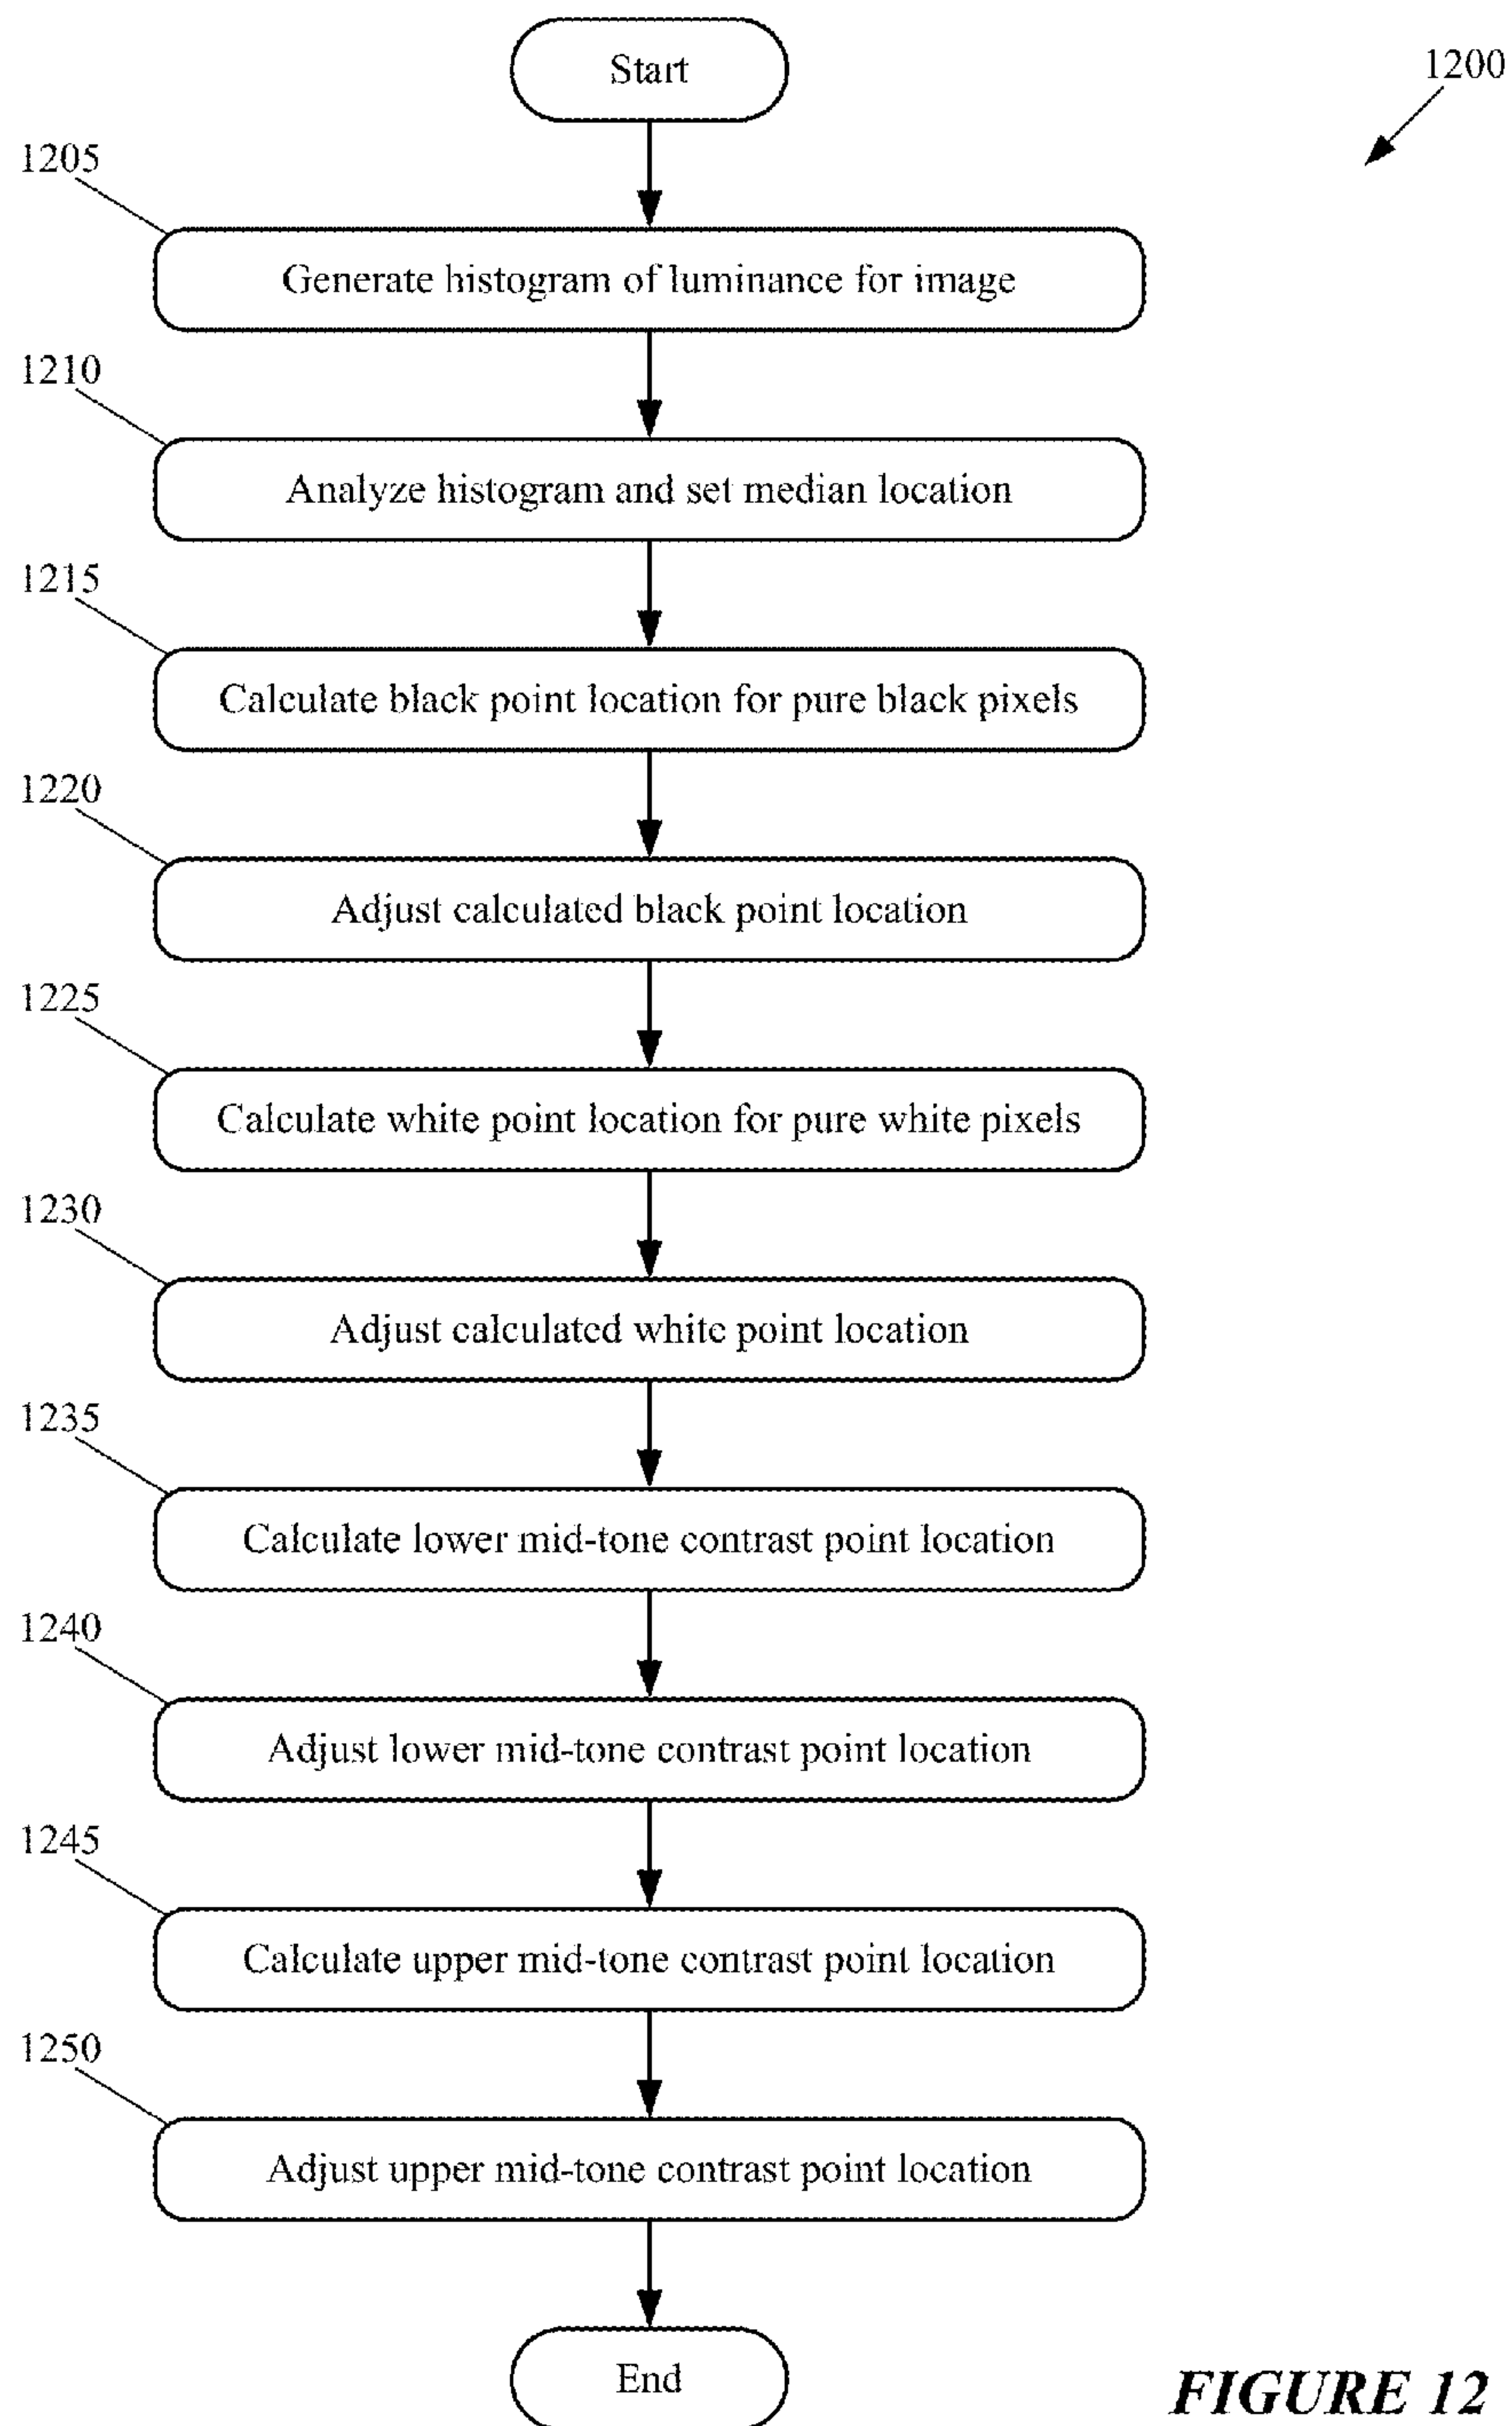 Start
1200
1205
Generate histogram of luminance for image
1210
Analyze histogram and set median location
1215
Calculate black point location for pure black pixels
1220
Adjust calculated black point location
1225
Calculate white point location for pure white pixels
1230
Adjust calculated white point location
1235
Calculate lower mid-tone contrast point location
1240
Adjust lower mid-tone contrast point location
1245
Calculate upper mid-tone contrast point location
1250
Adjust upper mid-tone contrast point location
End
FIGURE 12